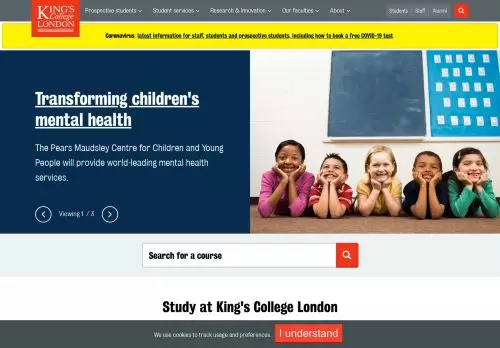 KING'S
College
LONDON
Prospective students
Student services
Research & Innovation
Our faculties
About
Students
Staff
Alumni
Coronavirus: latest information for staff, students and prospective students, including how to book a free COVID-19 test.
Transforming children's
mental health
The Pears Maudsley Centre for Children and Young
People will provide world-leading mental health
services.
Viewing 1 / 3
Search for a course
Study at King's College London
We use cookies to track usage and preferences.
I understand